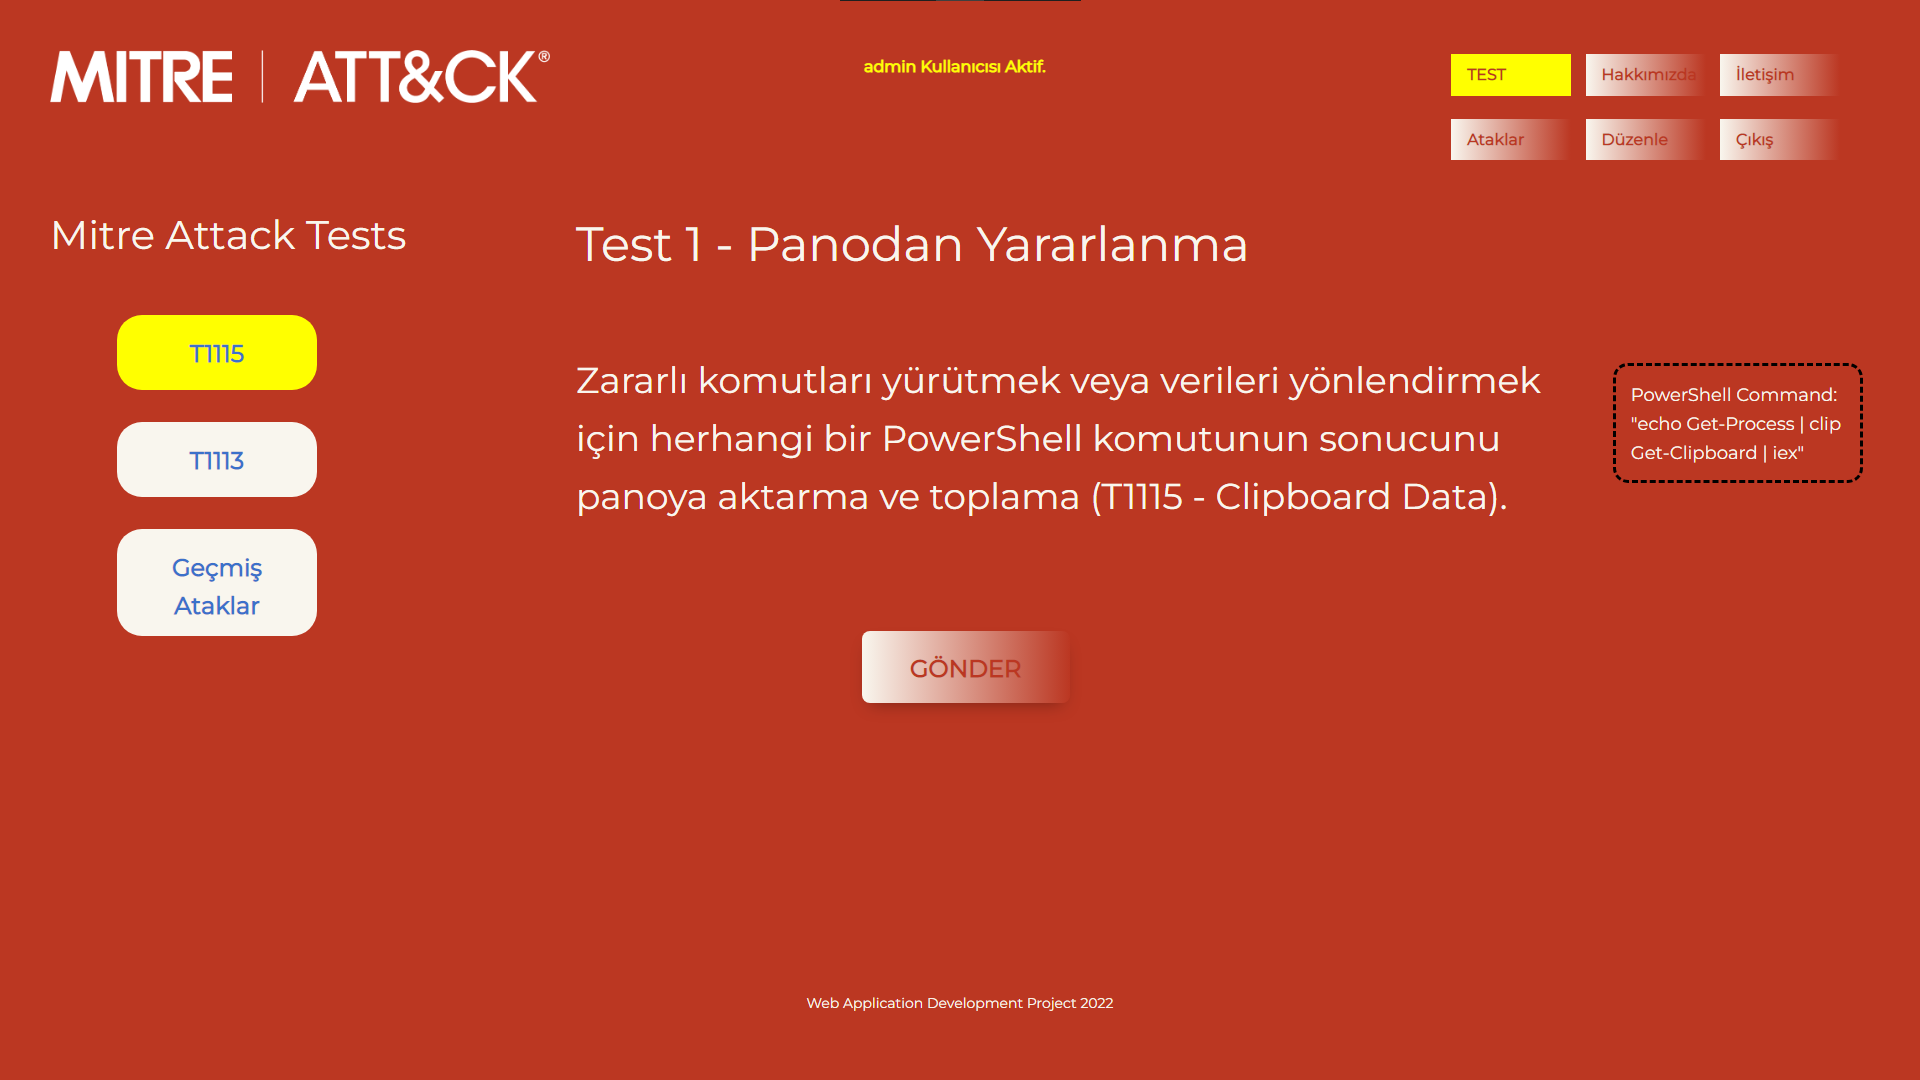 MITRE | ATT&CK®
admin Kullanıcısı Aktif.
TEST
Hakkımızda
İletişim
Ataklar
Düzenle
Çıkış
Mitre Attack Tests
T1115
T1113
Geçmiş
Ataklar
Test 1 - Panodan Yararlanma
Zararlı komutları yürütmek veya verileri yönlendirmek
için herhangi bir PowerShell komutunun sonucunu
panoya aktarma ve toplama (T1115 - Clipboard Data).
PowerShell Command:
"echo Get-Process | clip
Get-Clipboard | iex"
GÖNDER
Web Application Development Project 2022